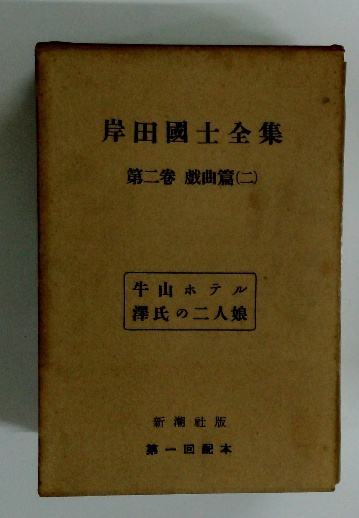 岸田國士全集
第二卷 戲曲篇(二)
牛山ホテル
澤氏の二人娘
新潮社版
第一回配本